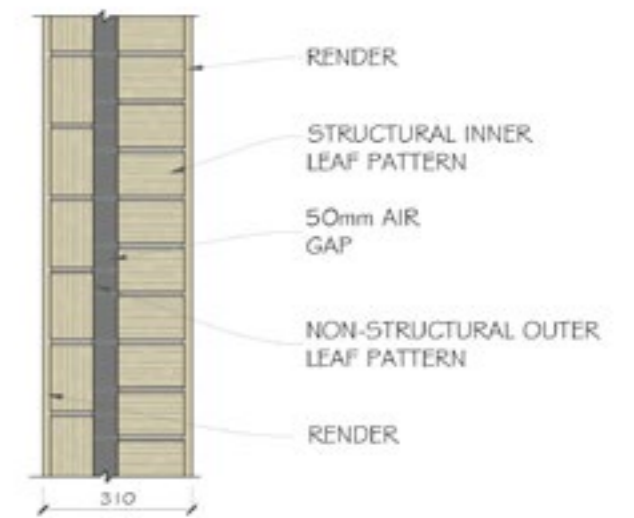 RENDER
STRUCTURAL INNER
LEAF PATTERN
50mm AIR
GAP
NON-STRUCTURAL OUTER
LEAF PATTERN
RENDER
310